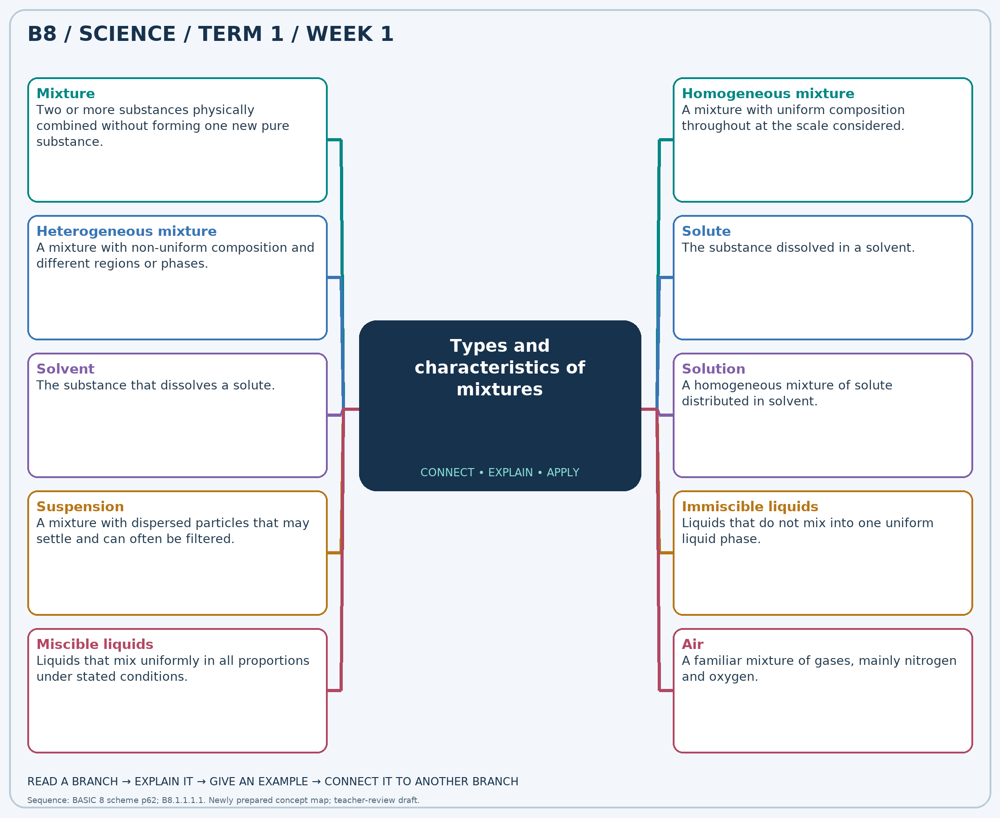 B8 / SCIENCE / TERM 1 / WEEK 1
Mixture
Two or more substances physically
combined without forming one new pure
substance.
Homogeneous mixture
A mixture with uniform composition
throughout at the scale considered.
Heterogeneous mixture
A mixture with non-uniform composition and
different regions or phases.
Solute
The substance dissolved in a solvent.
Types and
characteristics of
mixtures
CONNECT • EXPLAIN • APPLY
Solvent
The substance that dissolves a solute.
Solution
A homogeneous mixture of solute
distributed in solvent.
Suspension
A mixture with dispersed particles that may
settle and can often be filtered.
Immiscible liquids
Liquids that do not mix into one uniform
liquid phase.
Miscible liquids
Liquids that mix uniformly in all proportions
under stated conditions.
Air
A familiar mixture of gases, mainly nitrogen
and oxygen.
READ A BRANCH → EXPLAIN IT → GIVE AN EXAMPLE → CONNECT IT TO ANOTHER BRANCH
Sequence: BASIC 8 scheme p62; B8.1.1.1.1. Newly prepared concept map; teacher-review draft.